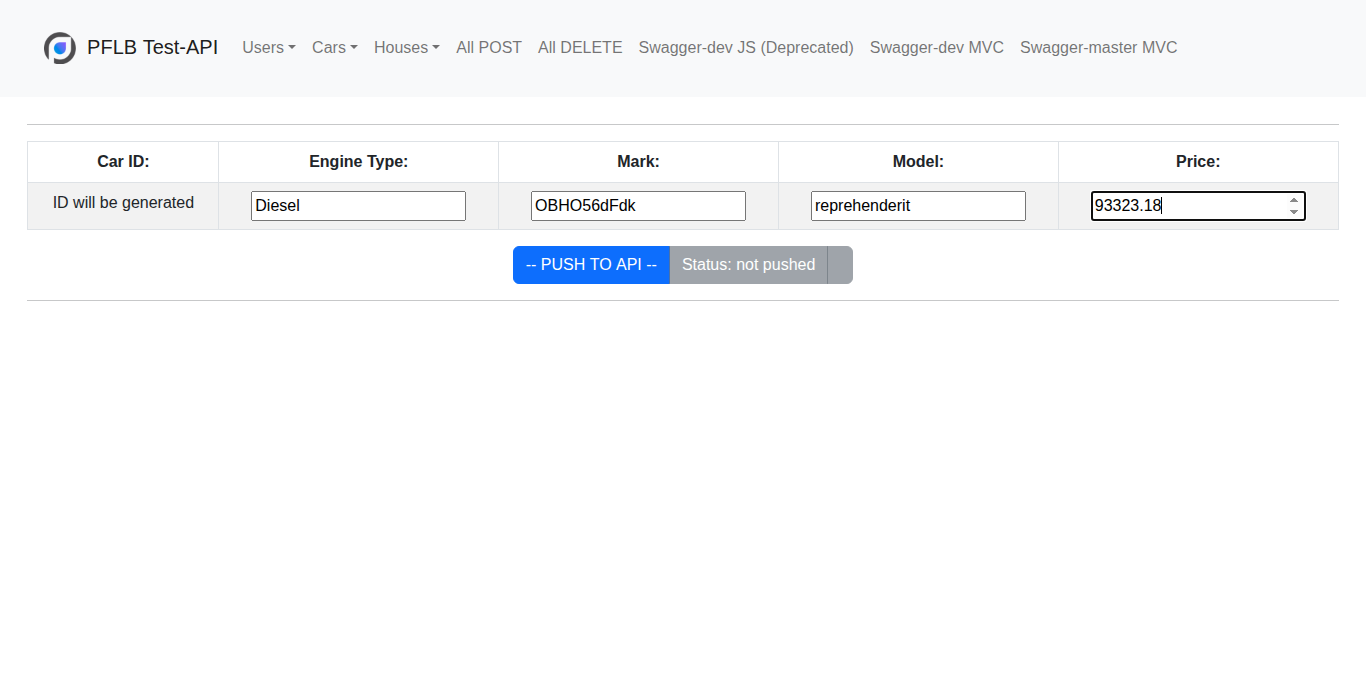 PFLB Test-API Users Cars Houses All POST All DELETE Swagger-dev JS (Deprecated) Swagger-dev MVC Swagger-master MVC
Car ID: Engine Type: Mark: Model: Price:
ID will be generated Diesel OBHO56dFdk reprehenderit 93323.18
-- PUSH TO API -- Status: not pushed